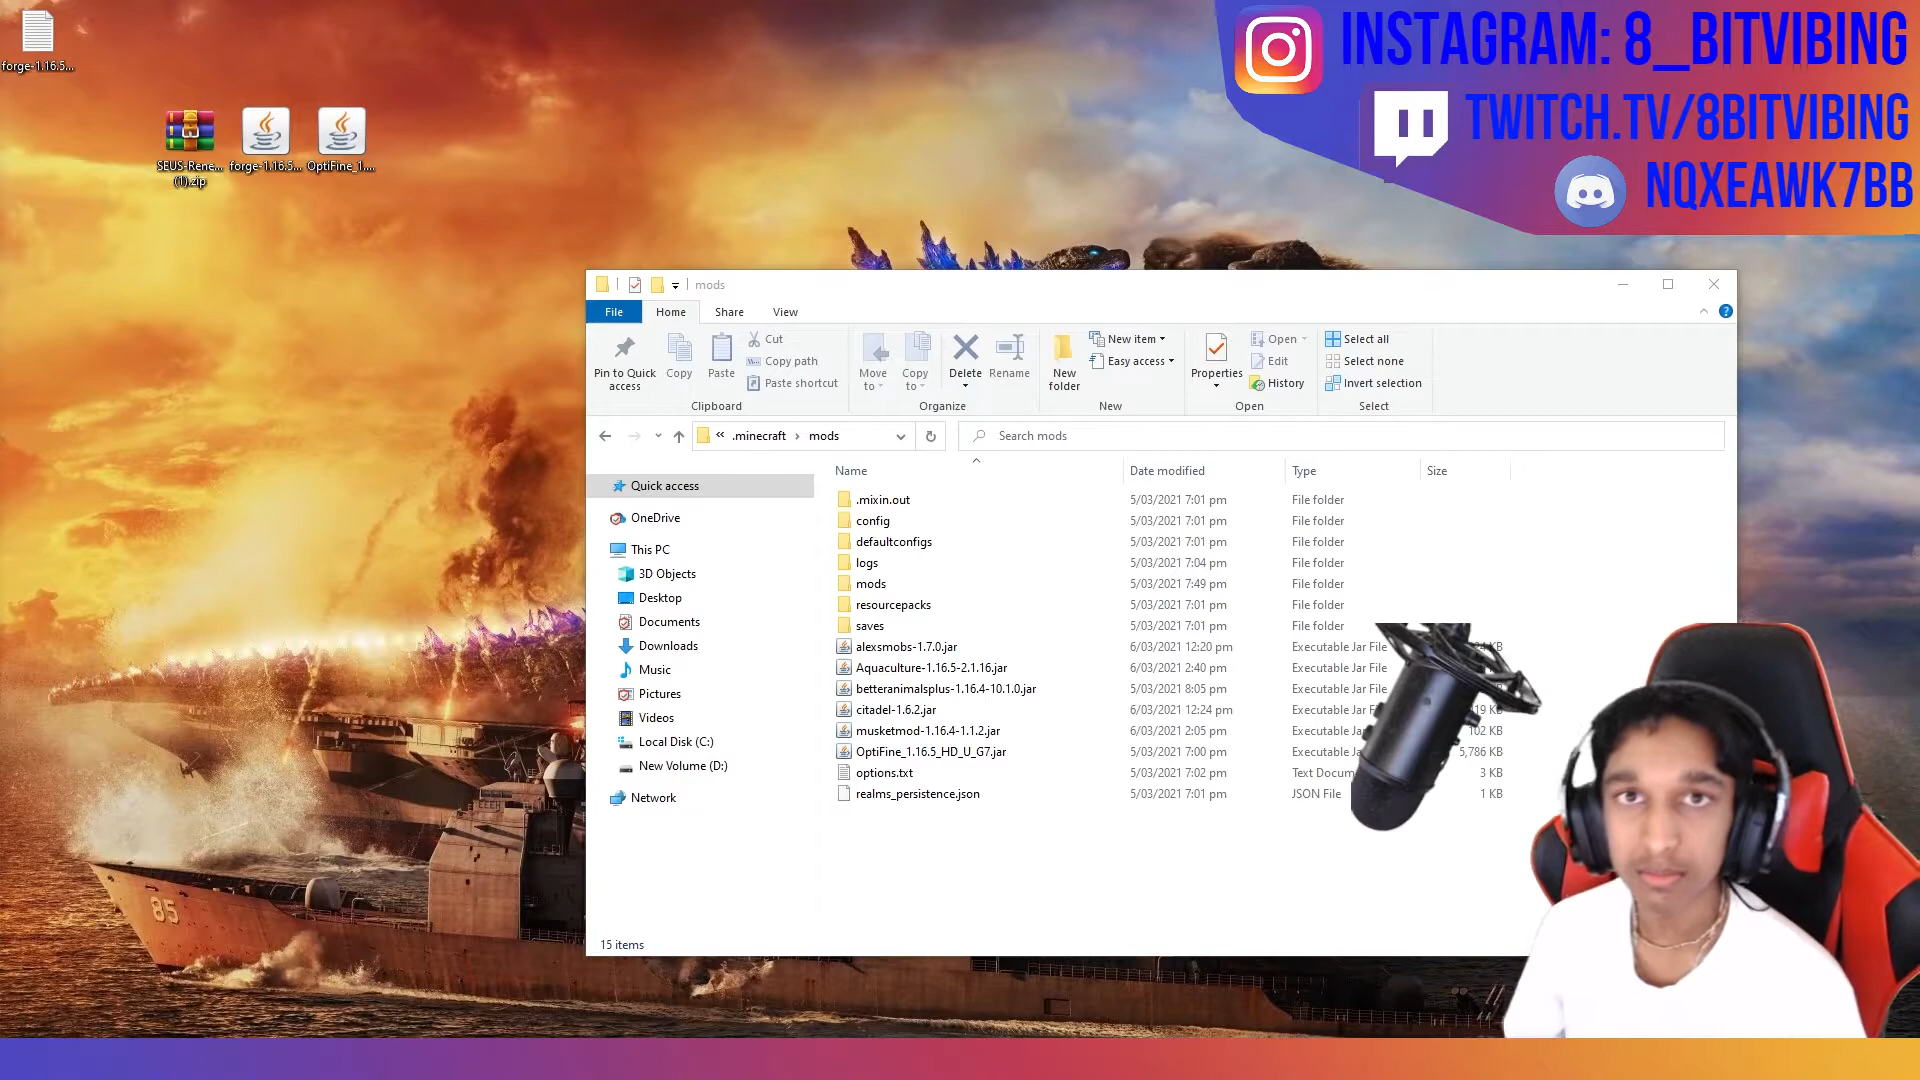 forge-1.16.5...
SEUS-Rene...
(1).zip
forge-1.16.5...
OptiFine_1....
INSTAGRAM: 8_BITVIBING
TWITCH.TV/8BITVIBING
NQXEAWK7BB
mods
File
Home
Share
View
Pin to Quick
access
Copy
Paste
Cut
Copy path
Paste shortcut
Clipboard
Move
to
Copy
to
Delete
Rename
Organize
New
folder
New item
Easy access
New
Properties
Open
Edit
History
Open
Select all
Select none
Invert selection
Select
« .minecraft › mods
Search mods
Quick access
OneDrive
This PC
3D Objects
Desktop
Documents
Downloads
Music
Pictures
Videos
Local Disk (C:)
New Volume (D:)
Network
Name Date modified Type Size
.mixin.out 5/03/2021 7:01 pm File folder
config 5/03/2021 7:01 pm File folder
defaultconfigs 5/03/2021 7:01 pm File folder
logs 5/03/2021 7:04 pm File folder
mods 5/03/2021 7:49 pm File folder
resourcepacks 5/03/2021 7:01 pm File folder
saves 5/03/2021 7:01 pm File folder
alexsmobs-1.7.0.jar 6/03/2021 12:20 pm Executable Jar File KB
Aquaculture-1.16.5-2.1.16.jar 6/03/2021 2:40 pm Executable Jar File
betteranimalsplus-1.16.4-10.1.0.jar 5/03/2021 8:05 pm Executable Jar File KB
citadel-1.6.2.jar 6/03/2021 12:24 pm Executable Jar KB
musketmod-1.16.4-1.1.2.jar 6/03/2021 2:05 pm Executable 102 KB
OptiFine_1.16.5_HD_U_G7.jar 5/03/2021 7:00 pm Executable 5,786 KB
options.txt 5/03/2021 7:02 pm Text Docum 3 KB
realms_persistence.json 5/03/2021 7:01 pm JSON File 1 KB
15 items
85